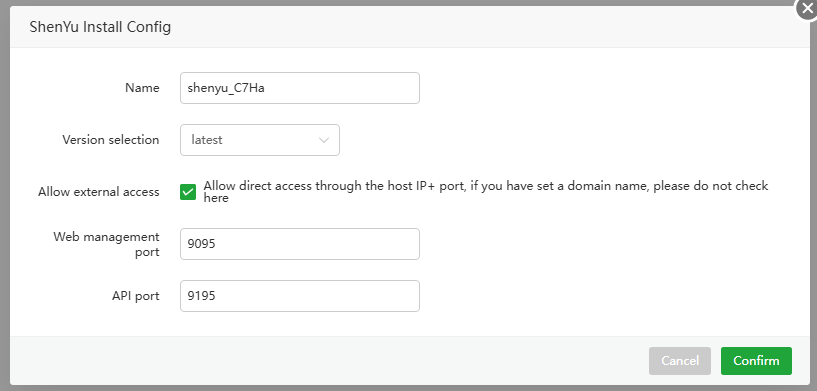 ShenYu Install Config
Name
shenyu_C7Ha
Version selection
latest
Allow external access
Allow direct access through the host IP+ port, if you have set a domain name, please do not check
here
Web management
port
9095
API port
9195
Cancel
Confirm